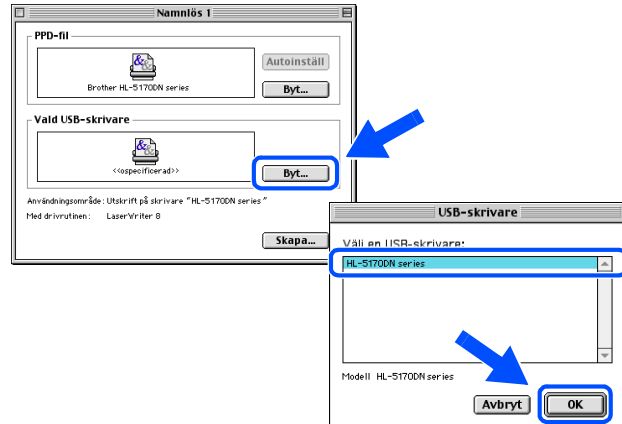 Namnlös 1
PPD-fil
Autoinställ
Brother HL-5170DN series
Byt...
Vald USB-skrivare
<<ospecificerad>>
Byt...
Användningsområde: Utskrift på skrivare "HL-5170DN series"
Med drivrutinen: LaserWriter 8
Skapa...
USB-skrivare
Välj en USB-skrivare:
HL-5170DN series
Modell HL-5170DN series
Avbryt
OK